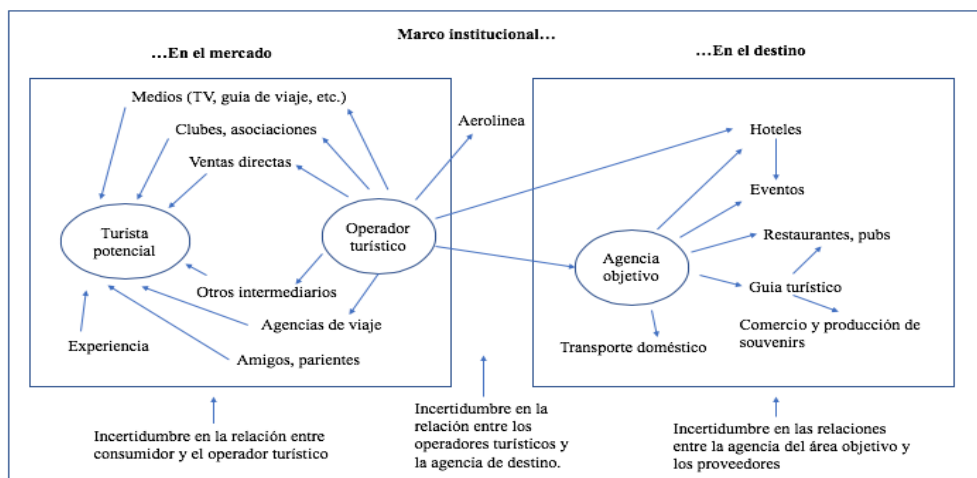 Marco institucional…
…En el mercado
…En el destino
Medios (TV, guía de viaje, etc.)
Clubes, asociaciones
Ventas directas
Turista
potencial
Operador
turístico
Otros intermediarios
Agencias de viaje
Experiencia
Amigos, parientes
Aerolinea
Hoteles
Eventos
Restaurantes, pubs
Agencia
objetivo
Guia turístico
Comercio y producción de
souvenirs
Transporte doméstico
Incertidumbre en la relación entre
consumidor y el operador turístico
Incertidumbre en la
relación entre los
operadores turísticos y
la agencia de destino.
Incertidumbre en las relaciones
entre la agencia del área objetivo y
los proveedores